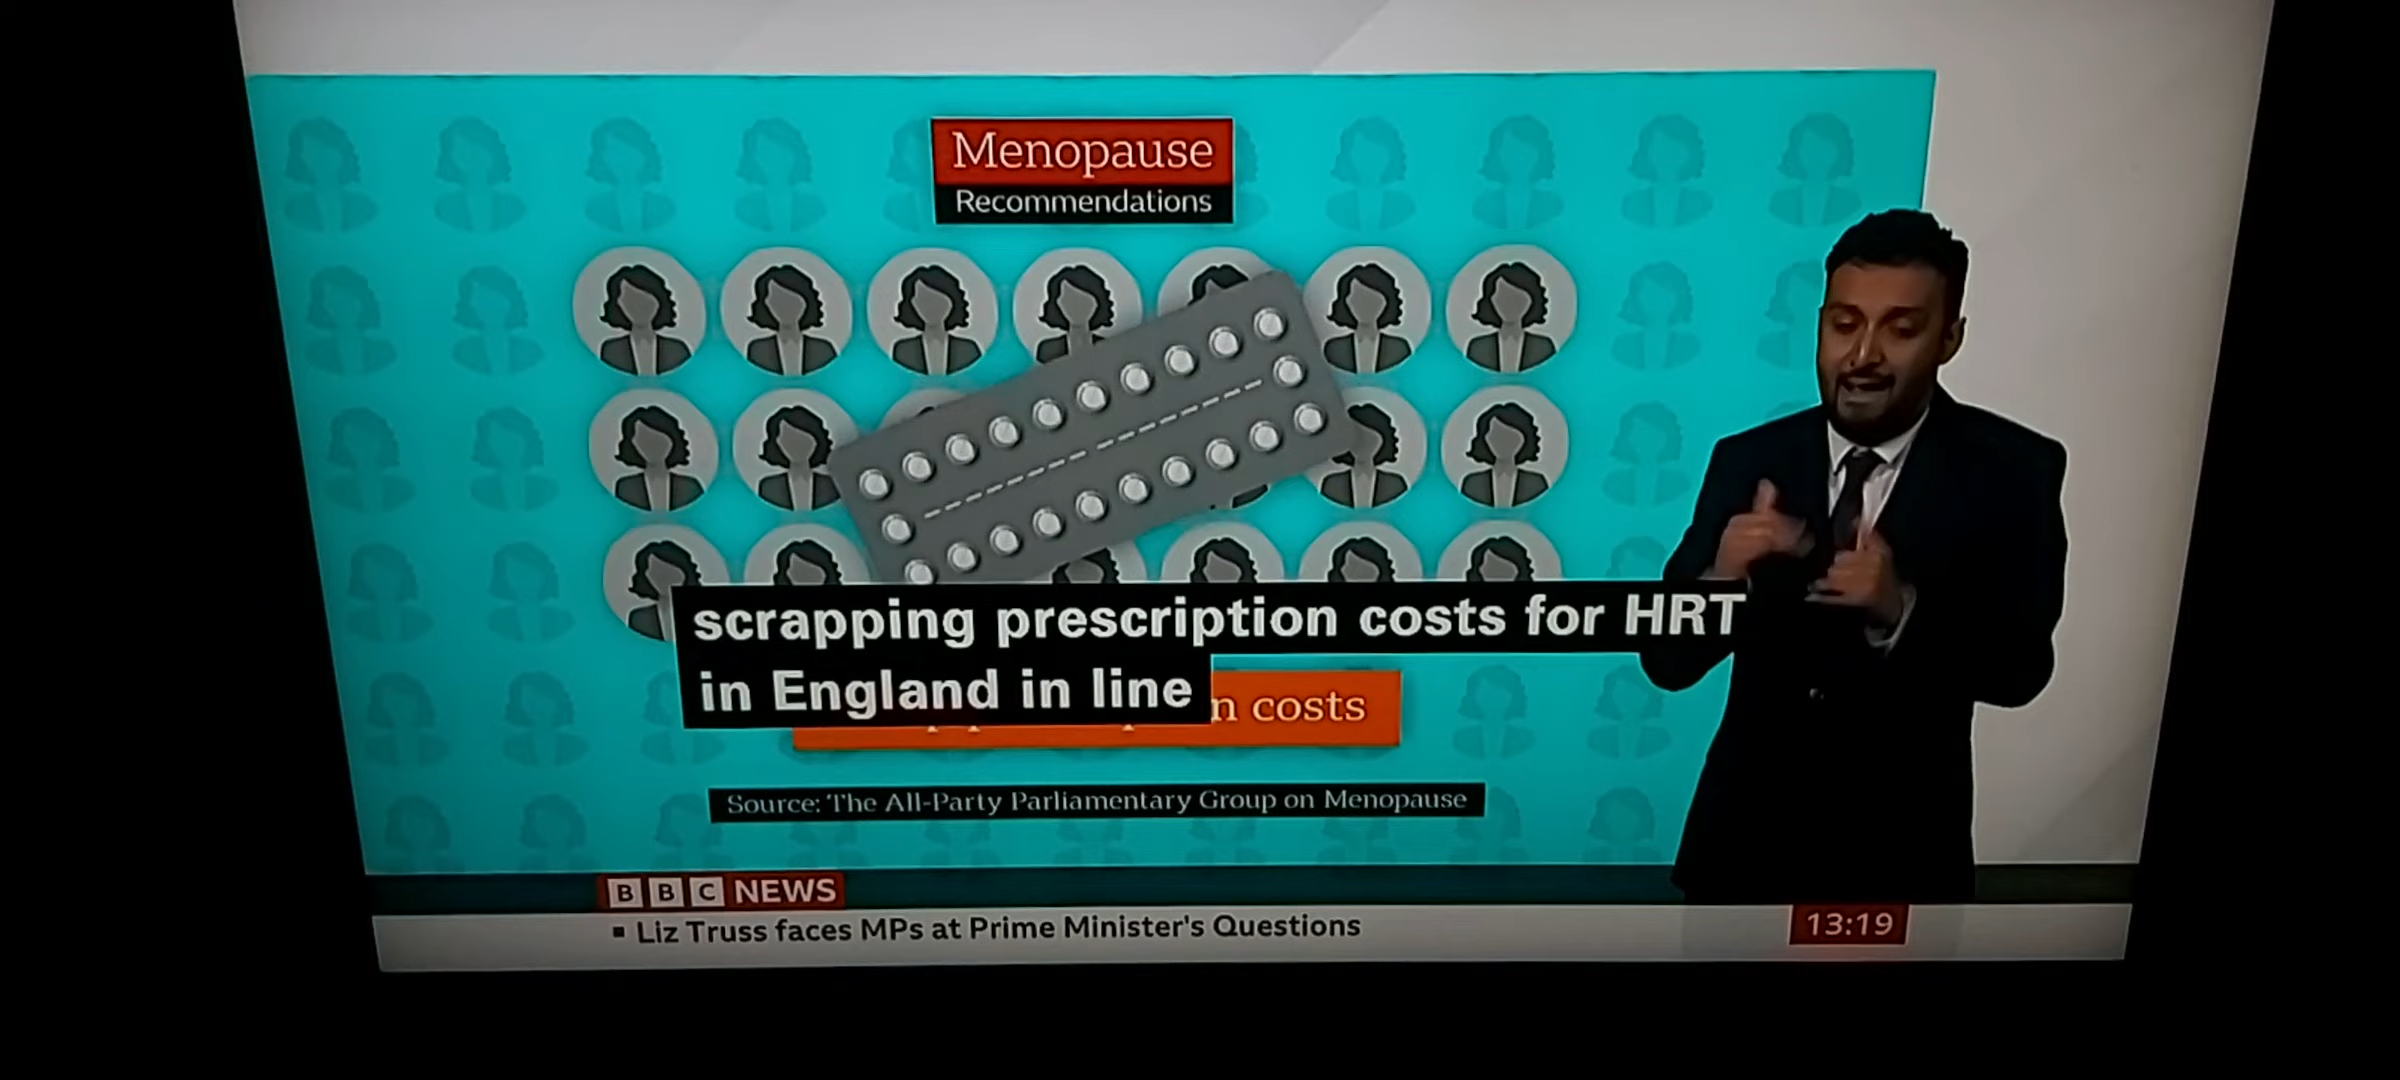 Menopause
Recommendations
scrapping prescription costs for HRT
in England in line
costs
Source: The All-Party Parliamentary Group on Menopause
BBC NEWS
▪ Liz Truss faces MPs at Prime Minister's Questions
13:19